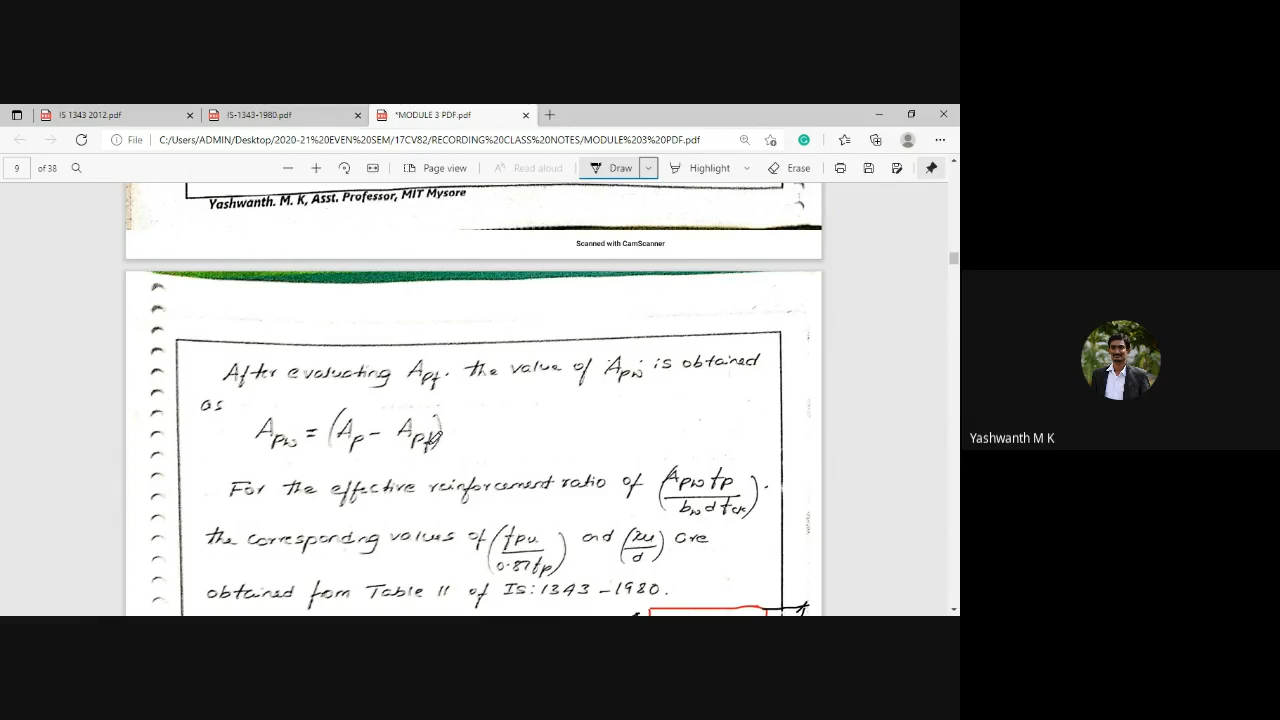 IS 1343 2012.pdf
IS-1343-1980.pdf
*MODULE 3 PDF.pdf
File
C:/Users/ADMIN/Desktop/2020-21%20EVEN%20SEM/17CV82/RECORDING%20CLASS%20NOTES/MODULE%203%20PDF.pdf
9 of 38
Page view
Read aloud
Draw
Highlight
Erase
Yashwanth. M. K, Asst. Professor, MIT Mysore
Scanned with CamScanner
After evaluating Apf. the value of 'Apw' is obtained
as
Apw = (Ap - Apf)
For the effective reinforcement ratio of (Apw fp / bw d fck).
the corresponding values of (fpu / 0.87fp) and (xu / d) are
obtained from Table 11 of IS:1343-1980.
Yashwanth M K